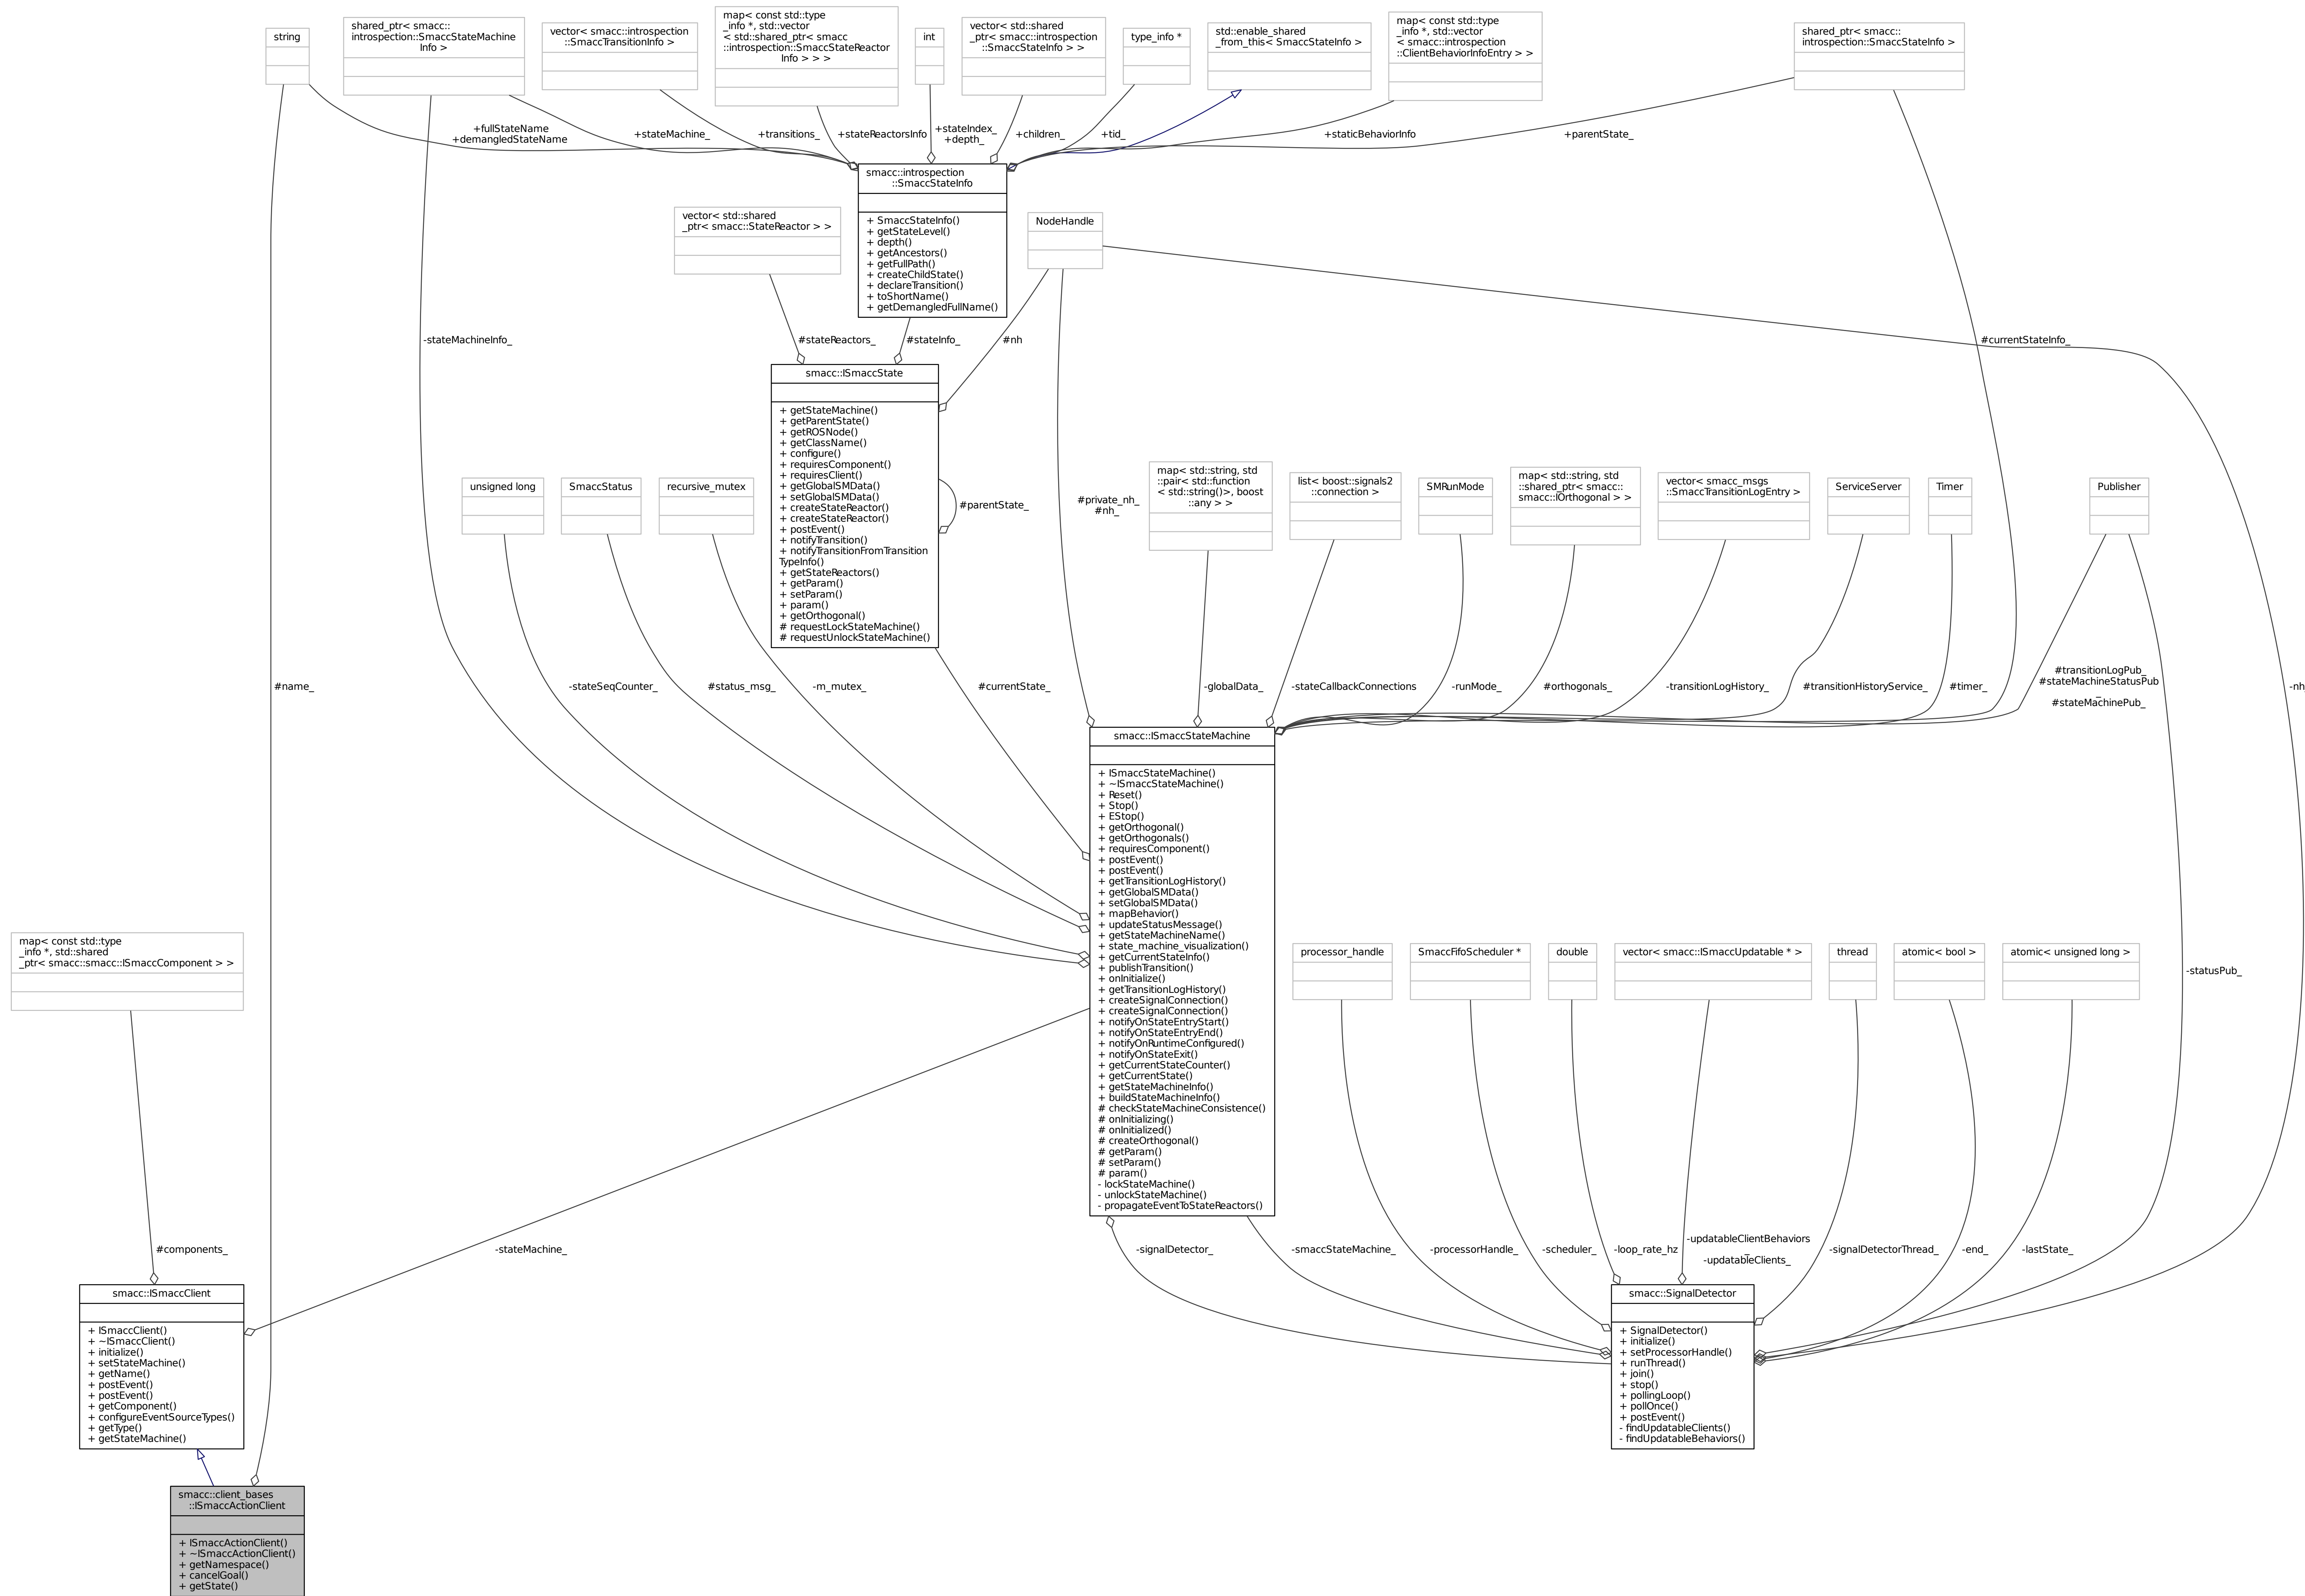 string
shared_ptr< smacc::
introspection::SmaccStateMachine
Info >
vector< smacc::introspection
::SmaccTransitionInfo >
map< const std::type
_info *, std::vector
< std::shared_ptr< smacc
::introspection::SmaccStateReactor
Info > > >
int
vector< std::shared
_ptr< smacc::introspection
::SmaccStateInfo > >
type_info *
std::enable_shared
_from_this< SmaccStateInfo >
map< const std::type
_info *, std::vector
< smacc::introspection
::ClientBehaviorInfoEntry > >
shared_ptr< smacc::
introspection::SmaccStateInfo >
+fullStateName
+demangledStateName
+stateMachine_
+transitions_
+stateReactorsInfo
+stateIndex_
+depth_
+children_
+tid_
+staticBehaviorInfo
+parentState_
smacc::introspection
::SmaccStateInfo
+ SmaccStateInfo()
+ getStateLevel()
+ depth()
+ getAncestors()
+ getFullPath()
+ createChildState()
+ declareTransition()
+ toShortName()
+ getDemangledFullName()
vector< std::shared
_ptr< smacc::StateReactor > >
NodeHandle
-stateMachineInfo_
#stateReactors_
#stateInfo_
#nh
#currentStateInfo_
smacc::ISmaccState
+ getStateMachine()
+ getParentState()
+ getROSNode()
+ getClassName()
+ configure()
+ requiresComponent()
+ requiresClient()
+ getGlobalSMData()
+ setGlobalSMData()
+ createStateReactor()
+ createStateReactor()
+ postEvent()
+ notifyTransition()
+ notifyTransitionFromTransition
TypeInfo()
+ getStateReactors()
+ getParam()
+ setParam()
+ param()
+ getOrthogonal()
# requestLockStateMachine()
# requestUnlockStateMachine()
#parentState_
#private_nh_
#nh_
unsigned long
SmaccStatus
recursive_mutex
map< std::string, std
::pair< std::function
< std::string()>, boost
::any > >
list< boost::signals2
::connection >
SMRunMode
map< std::string, std
::shared_ptr< smacc::
smacc::IOrthogonal > >
vector< smacc_msgs
::SmaccTransitionLogEntry >
ServiceServer
Timer
Publisher
#name_
-stateSeqCounter_
#status_msg_
-m_mutex_
#currentState_
-globalData_
-stateCallbackConnections
-runMode_
#orthogonals_
-transitionLogHistory_
#transitionHistoryService_
#timer_
#transitionLogPub_
#stateMachineStatusPub
_
#stateMachinePub_
-nh_
smacc::ISmaccStateMachine
+ ISmaccStateMachine()
+ ~ISmaccStateMachine()
+ Reset()
+ Stop()
+ EStop()
+ getOrthogonal()
+ getOrthogonals()
+ requiresComponent()
+ postEvent()
+ postEvent()
+ getTransitionLogHistory()
+ getGlobalSMData()
+ setGlobalSMData()
+ mapBehavior()
+ updateStatusMessage()
+ getStateMachineName()
+ state_machine_visualization()
+ getCurrentStateInfo()
+ publishTransition()
+ onInitialize()
+ getTransitionLogHistory()
+ createSignalConnection()
+ createSignalConnection()
+ notifyOnStateEntryStart()
+ notifyOnStateEntryEnd()
+ notifyOnRuntimeConfigured()
+ notifyOnStateExit()
+ getCurrentStateCounter()
+ getCurrentState()
+ getStateMachineInfo()
+ buildStateMachineInfo()
# checkStateMachineConsistence()
# onInitializing()
# onInitialized()
# createOrthogonal()
# getParam()
# setParam()
# param()
- lockStateMachine()
- unlockStateMachine()
- propagateEventToStateReactors()
map< const std::type
_info *, std::shared
_ptr< smacc::smacc::ISmaccComponent > >
processor_handle
SmaccFifoScheduler *
double
vector< smacc::ISmaccUpdatable * >
thread
atomic< bool >
atomic< unsigned long >
-statusPub_
#components_
-stateMachine_
-signalDetector_
-smaccStateMachine_
-processorHandle_
-scheduler_
-loop_rate_hz
-updatableClientBehaviors
_
-updatableClients_
-signalDetectorThread_
-end_
-lastState_
smacc::ISmaccClient
+ ISmaccClient()
+ ~ISmaccClient()
+ initialize()
+ setStateMachine()
+ getName()
+ postEvent()
+ postEvent()
+ getComponent()
+ configureEventSourceTypes()
+ getType()
+ getStateMachine()
smacc::SignalDetector
+ SignalDetector()
+ initialize()
+ setProcessorHandle()
+ runThread()
+ join()
+ stop()
+ pollingLoop()
+ pollOnce()
+ postEvent()
- findUpdatableClients()
- findUpdatableBehaviors()
smacc::client_bases
::ISmaccActionClient
+ ISmaccActionClient()
+ ~ISmaccActionClient()
+ getNamespace()
+ cancelGoal()
+ getState()